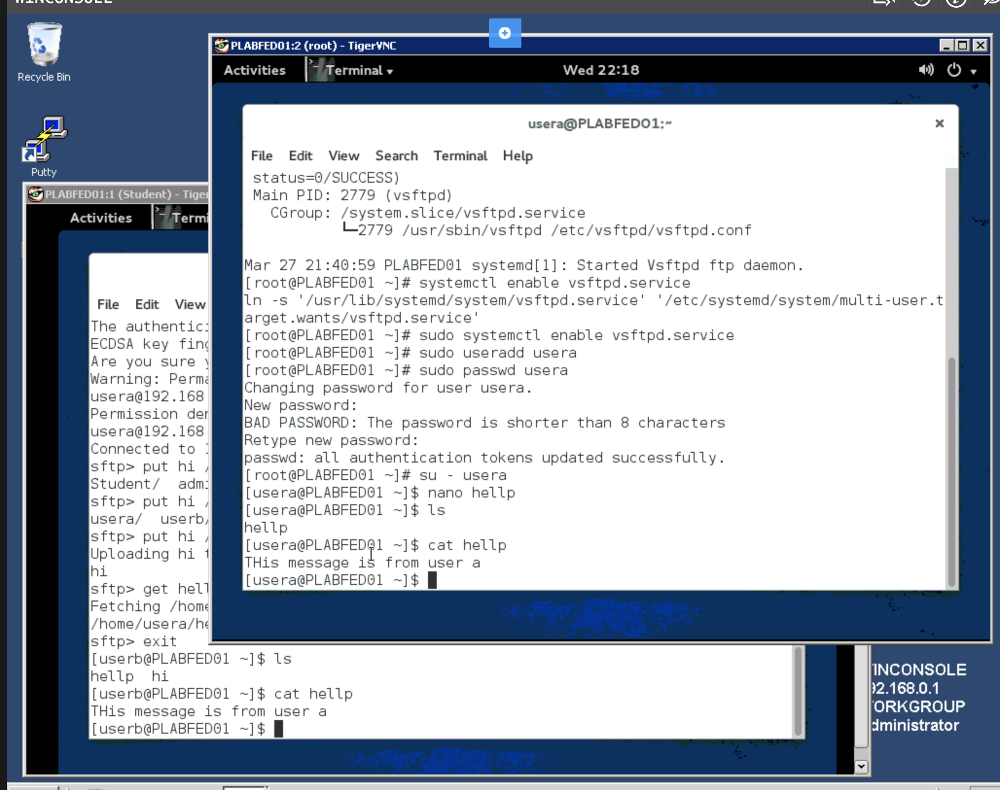 Recycle Bin
Putty
PLABFED01:2 (root) - TigerVNC
Activities Terminal Wed 22:18
usera@PLABFED01:~
File Edit View Search Terminal Help
status=0/SUCCESS)
Main PID: 2779 (vsftpd)
CGroup: /system.slice/vsftpd.service
└─2779 /usr/sbin/vsftpd /etc/vsftpd/vsftpd.conf
Mar 27 21:40:59 PLABFED01 systemd[1]: Started Vsftpd ftp daemon.
[root@PLABFED01 ~]# systemctl enable vsftpd.service
ln -s '/usr/lib/systemd/system/vsftpd.service' '/etc/systemd/system/multi-user.t
arget.wants/vsftpd.service'
[root@PLABFED01 ~]# sudo systemctl enable vsftpd.service
[root@PLABFED01 ~]# sudo useradd usera
[root@PLABFED01 ~]# sudo passwd usera
Changing password for user usera.
New password:
BAD PASSWORD: The password is shorter than 8 characters
Retype new password:
passwd: all authentication tokens updated successfully.
[root@PLABFED01 ~]# su - usera
[usera@PLABFED01 ~]$ nano hellp
[usera@PLABFED01 ~]$ ls
hellp
[usera@PLABFED01 ~]$ cat hellp
THis message is from user a
[usera@PLABFED01 ~]$
PLABFED01:1 (Student) - Tige
Activities Termi
File Edit View
The authentic
ECDSA key fing
Are you sure
Warning: Perma
usera@192.168
Permission den
usera@192.168
Connected to
sftp> put hi /
Student/ admi
sftp> put hi /
usera/ userb/
sftp> put hi /
Uploading hi t
hi
sftp> get hell
Fetching /home
/home/usera/he
sftp> exit
[userb@PLABFED01 ~]$ ls
hellp hi
[userb@PLABFED01 ~]$ cat hellp
THis message is from user a
[userb@PLABFED01 ~]$
INCONSOLE
92.168.0.1
ORKGROUP
dministrator